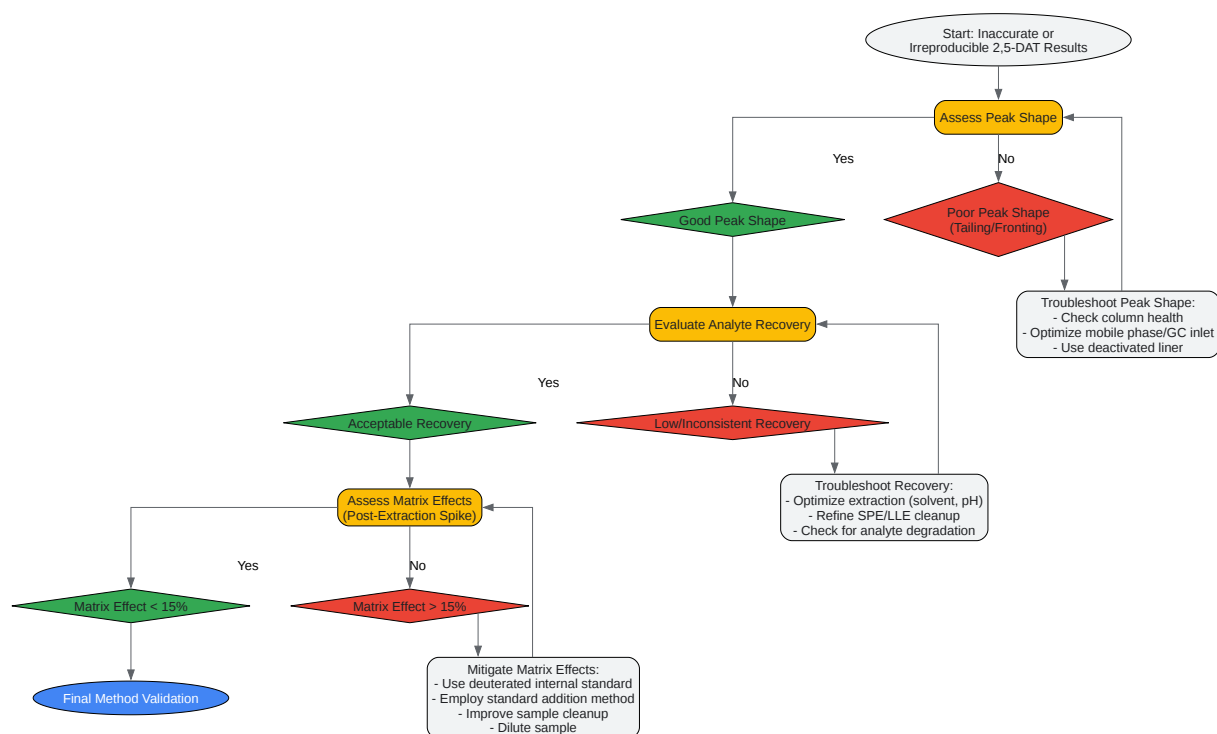 Start: Inaccurate or
Irreproducible 2,5-DAT Results
Assess Peak Shape
Yes
No
Good Peak Shape
Poor Peak Shape
(Tailing/Fronting)
Troubleshoot Peak Shape:
- Check column health
- Optimize mobile phase/GC inlet
- Use deactivated liner
Evaluate Analyte Recovery
Yes
No
Acceptable Recovery
Low/Inconsistent Recovery
Troubleshoot Recovery:
- Optimize extraction (solvent, pH)
- Refine SPE/LLE cleanup
- Check for analyte degradation
Assess Matrix Effects
(Post-Extraction Spike)
Yes
No
Matrix Effect < 15%
Matrix Effect > 15%
Mitigate Matrix Effects:
- Use deuterated internal standard
- Employ standard addition method
- Improve sample cleanup
- Dilute sample
Final Method Validation